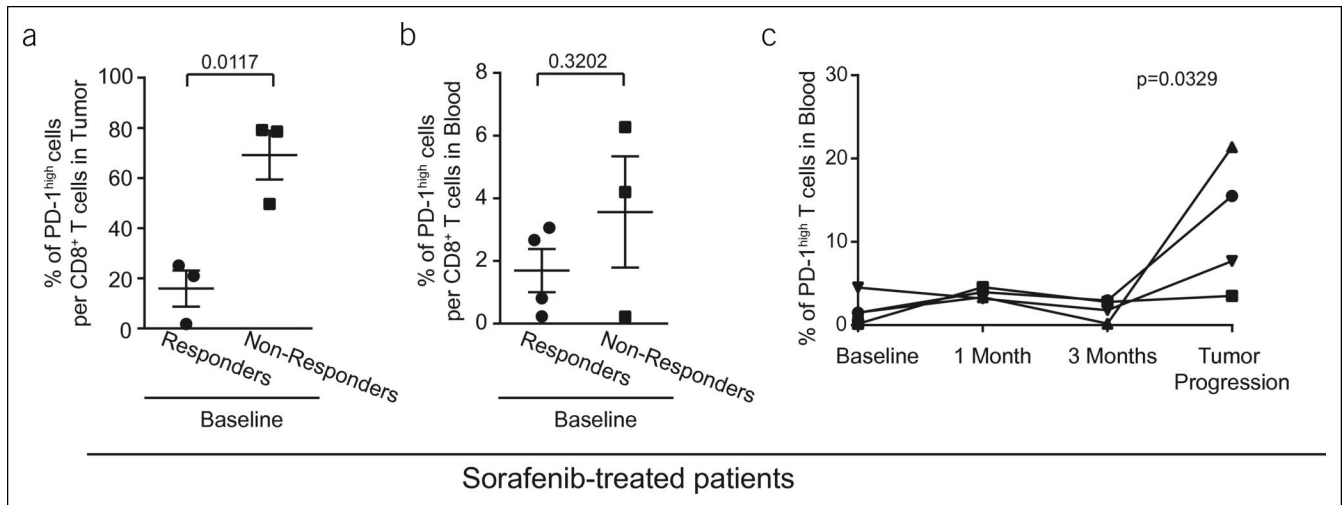 a
0.0117
% of PD-1high cells
per CD8+ T cells in Tumor
100
80
60
40
20
0
Responders
Non-Responders
Baseline
b
0.3202
% of PD-1high cells
per CD8+ T cells in Blood
8
6
4
2
0
Responders
Non-Responders
Baseline
c
p=0.0329
% of PD-1high T cells in Blood
30
20
10
0
Baseline
1 Month
3 Months
Tumor
Progression
Sorafenib-treated patients